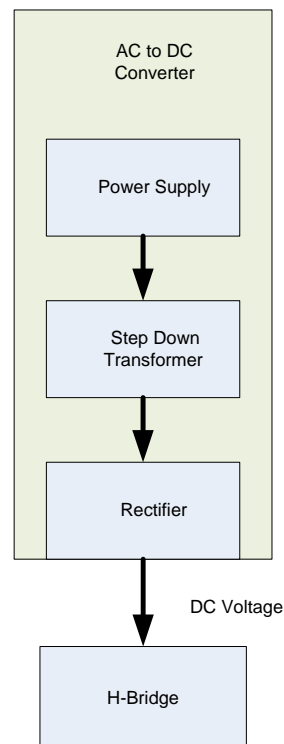 AC to DC
Converter
Power Supply
Step Down
Transformer
Rectifier
DC Voltage
H-Bridge